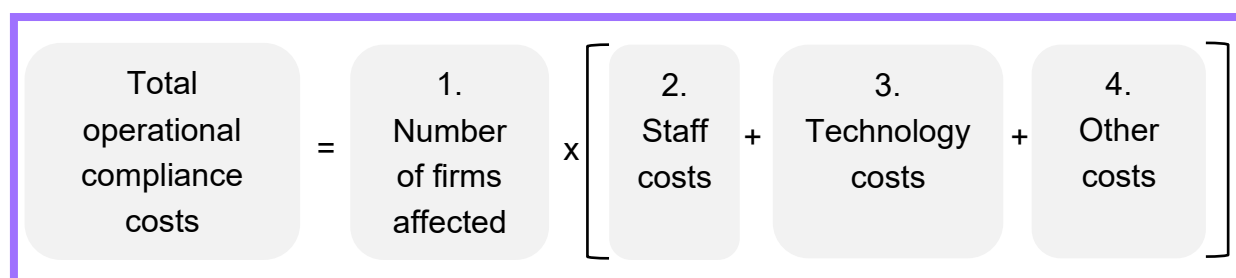 Total
operational
compliance
costs
=
1.
Number
of firms
affected
x
2.
Staff
costs
+
3.
Technology
costs
+
4.
Other
costs